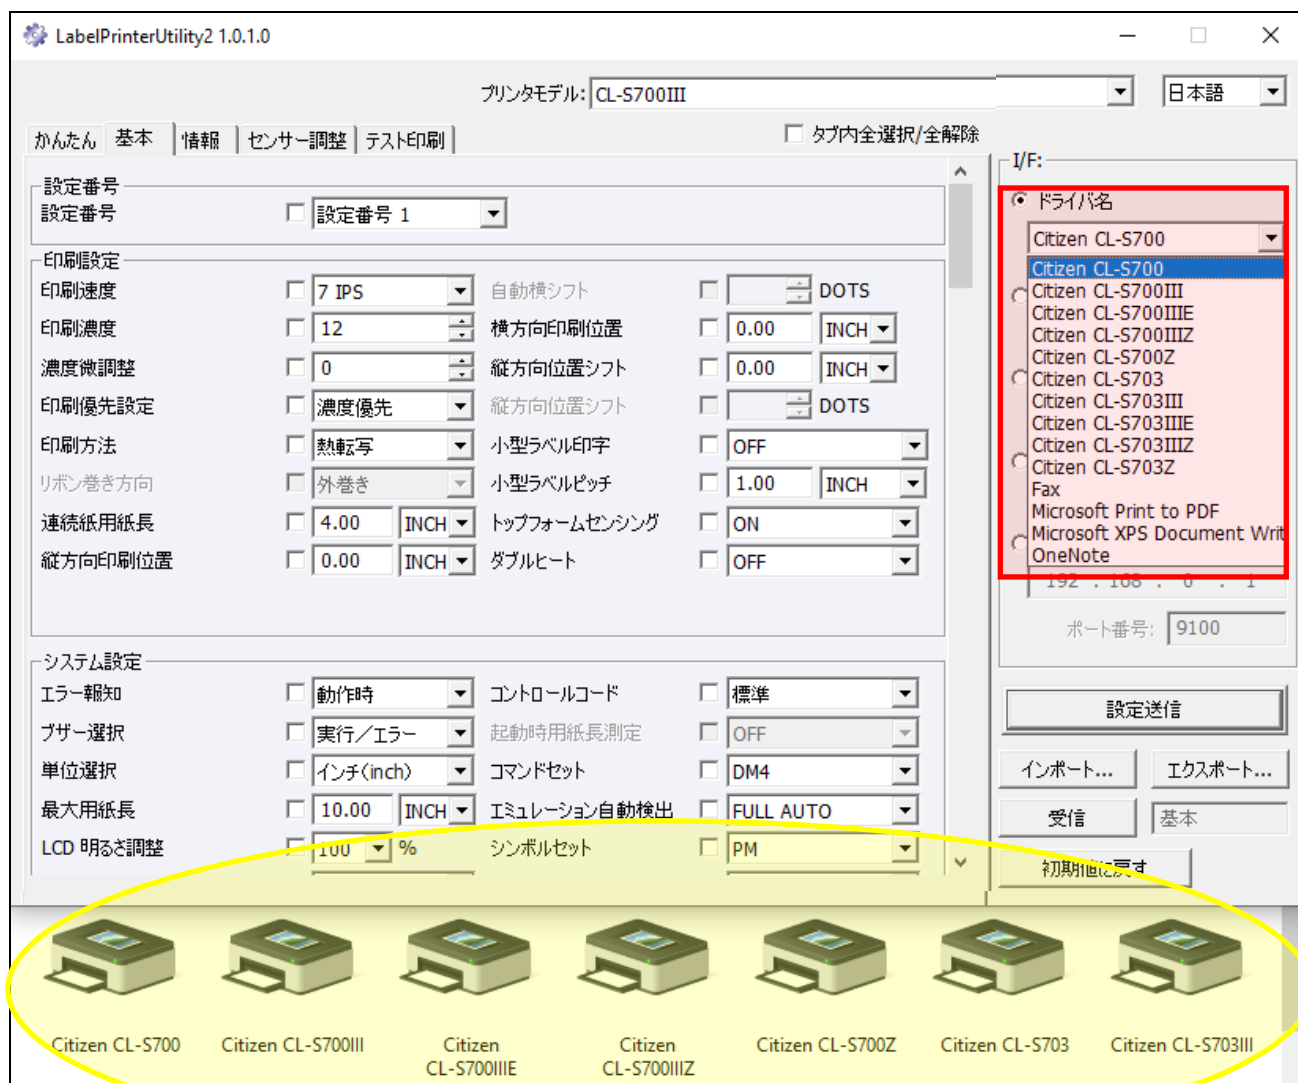 LabelPrinterUtility2 1.0.1.0
プリンタモデル: CL-S700III
日本語
かんたん 基本 情報 センサー調整 テスト印刷
タブ内全選択/全解除
設定番号
設定番号 設定番号 1
印刷設定
印刷速度 7 IPS 自動横シフト DOTS
印刷濃度 12 横方向印刷位置 0.00 INCH
濃度微調整 0 縦方向位置シフト 0.00 INCH
印刷優先設定 濃度優先 縦方向位置シフト DOTS
印刷方法 熱転写 小型ラベル印字 OFF
リボン巻き方向 外巻き 小型ラベルピッチ 1.00 INCH
連続紙用紙長 4.00 INCH トップフォームセンシング ON
縦方向印刷位置 0.00 INCH ダブルヒート OFF
システム設定
エラー報知 動作時 コントロールコード 標準
ブザー選択 実行/エラー 起動時用紙長測定 OFF
単位選択 インチ(inch) コマンドセット DM4
最大用紙長 10.00 INCH エミュレーション自動検出 FULL AUTO
LCD 明るさ調整 100 % シンボルセット PM
I/F:
ドライバ名
Citizen CL-S700
Citizen CL-S700
Citizen CL-S700III
Citizen CL-S700IIIE
Citizen CL-S700IIIZ
Citizen CL-S700Z
Citizen CL-S703
Citizen CL-S703III
Citizen CL-S703IIIE
Citizen CL-S703IIIZ
Citizen CL-S703Z
Fax
Microsoft Print to PDF
Microsoft XPS Document Writ
OneNote
192 . 168 . 0 . 1
ポート番号: 9100
設定送信
インポート... エクスポート...
受信 基本
初期値に戻す
Citizen CL-S700
Citizen CL-S700III
Citizen
CL-S700IIIE
Citizen
CL-S700IIIZ
Citizen CL-S700Z
Citizen CL-S703
Citizen CL-S703III